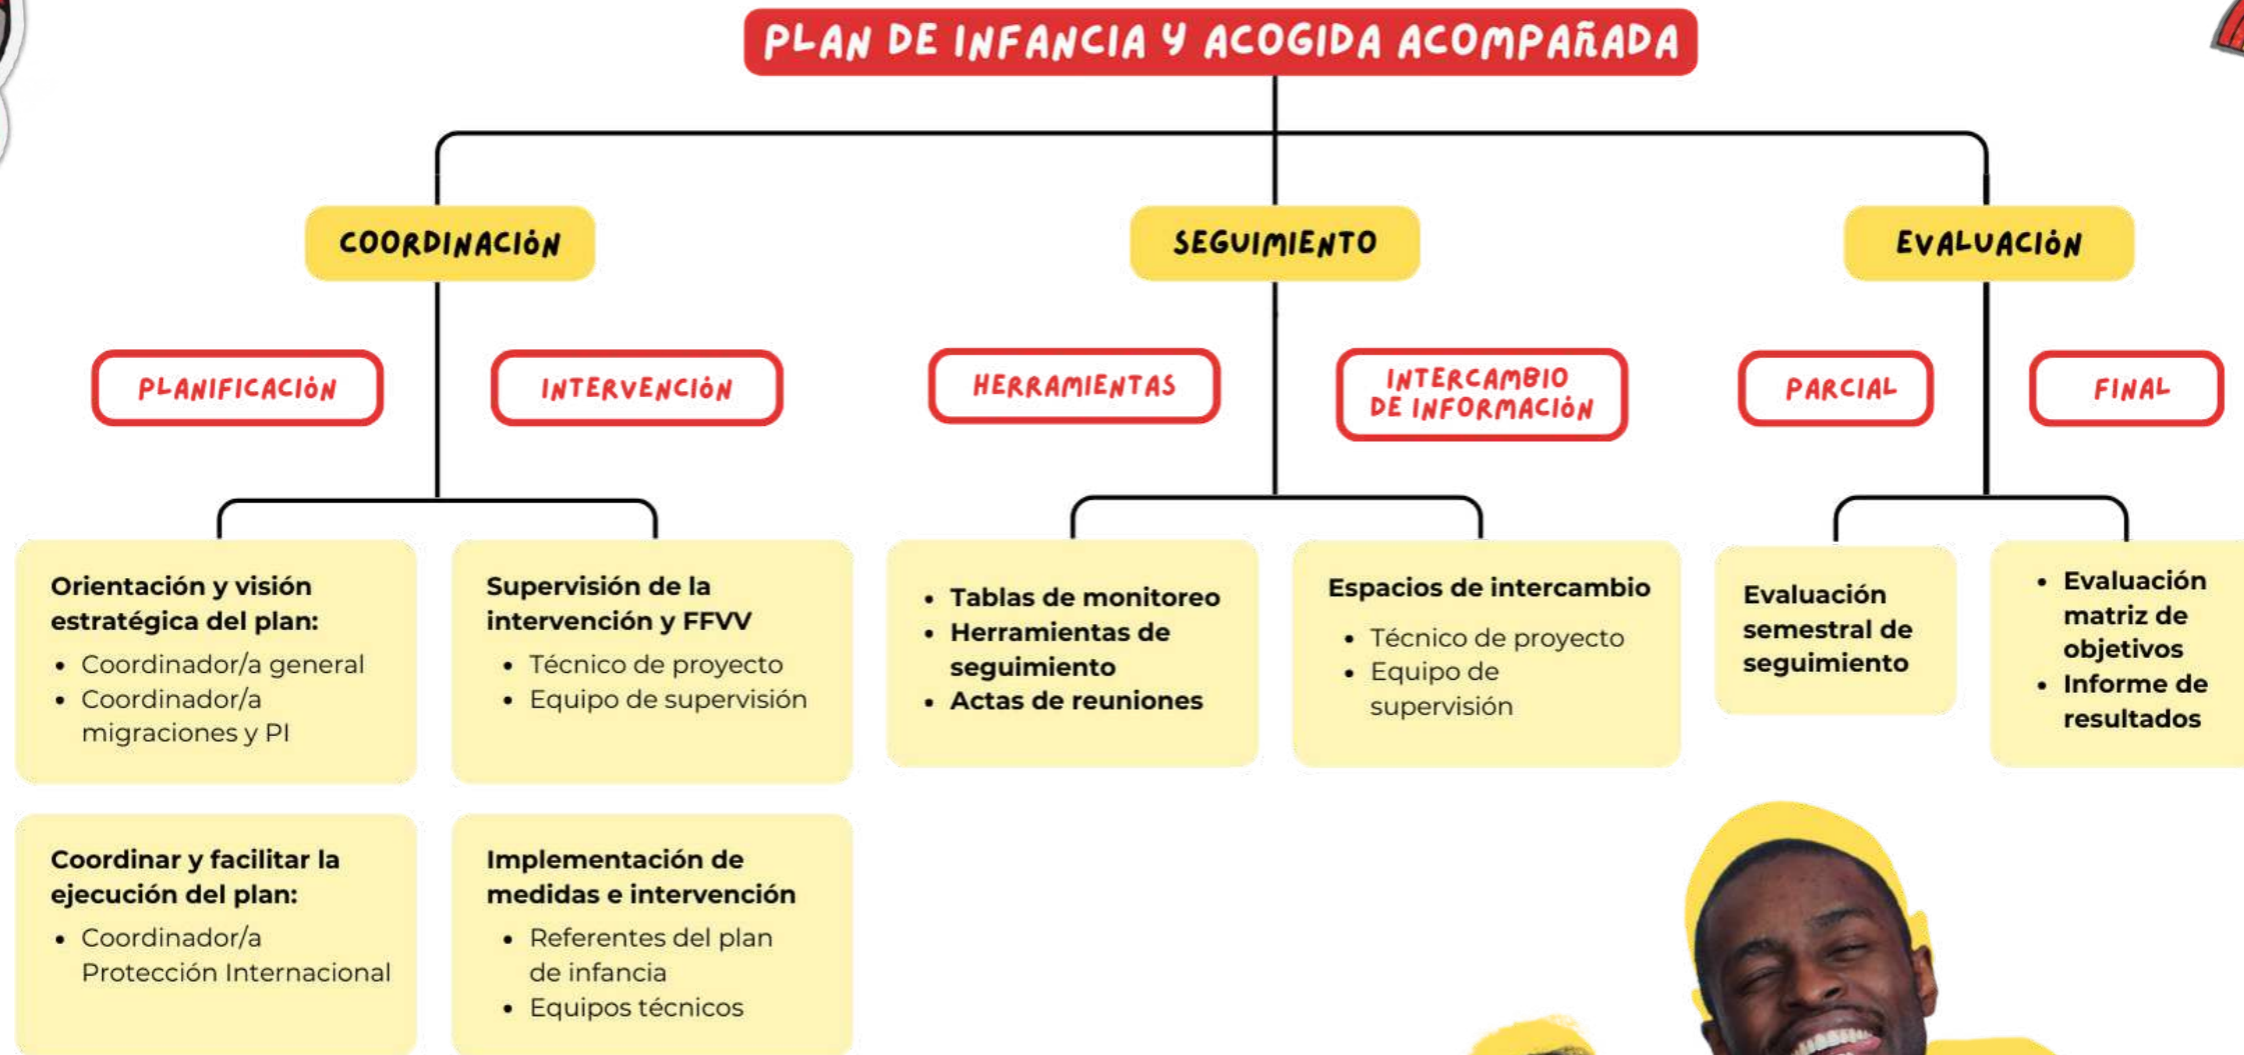 PLAN DE INFANCIA Y ACOGIDA ACOMPAÑADA
COORDINACIÓN
SEGUIMIENTO
EVALUACIÓN
PLANIFICACIÓN
INTERVENCIÓN
HERRAMIENTAS
INTERCAMBIO
DE INFORMACIÓN
PARCIAL
FINAL
Orientación y visión
estratégica del plan:
• Coordinador/a general
• Coordinador/a
migraciones y PI
Coordinar y facilitar la
ejecución del plan:
• Coordinador/a
Protección Internacional
Supervisión de la
intervención y FFVV
• Técnico de proyecto
• Equipo de supervisión
Implementación de
medidas e intervención
• Referentes del plan
de infancia
• Equipos técnicos
• Tablas de monitoreo
• Herramientas de
seguimiento
• Actas de reuniones
Espacios de intercambio
• Técnico de proyecto
• Equipo de
supervisión
Evaluación
semestral de
seguimiento
• Evaluación
matriz de
objetivos
• Informe de
resultados